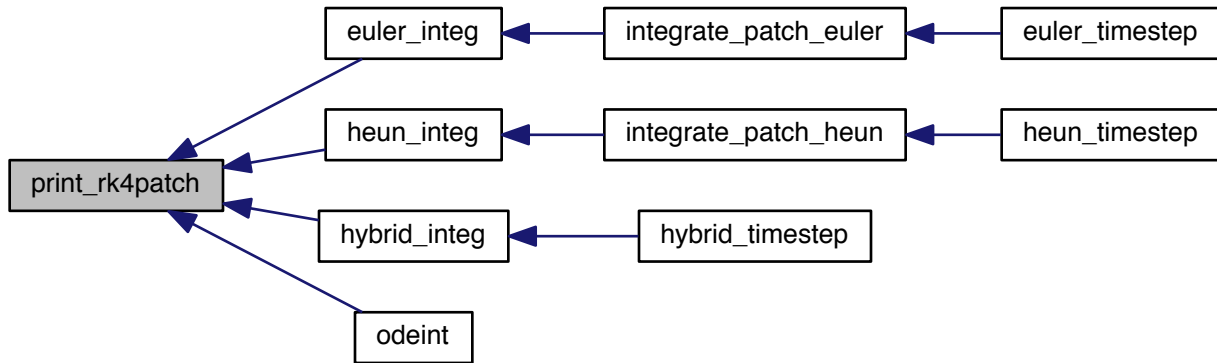 euler_integ
integrate_patch_euler
euler_timestep
heun_integ
integrate_patch_heun
heun_timestep
print_rk4patch
hybrid_integ
hybrid_timestep
odeint